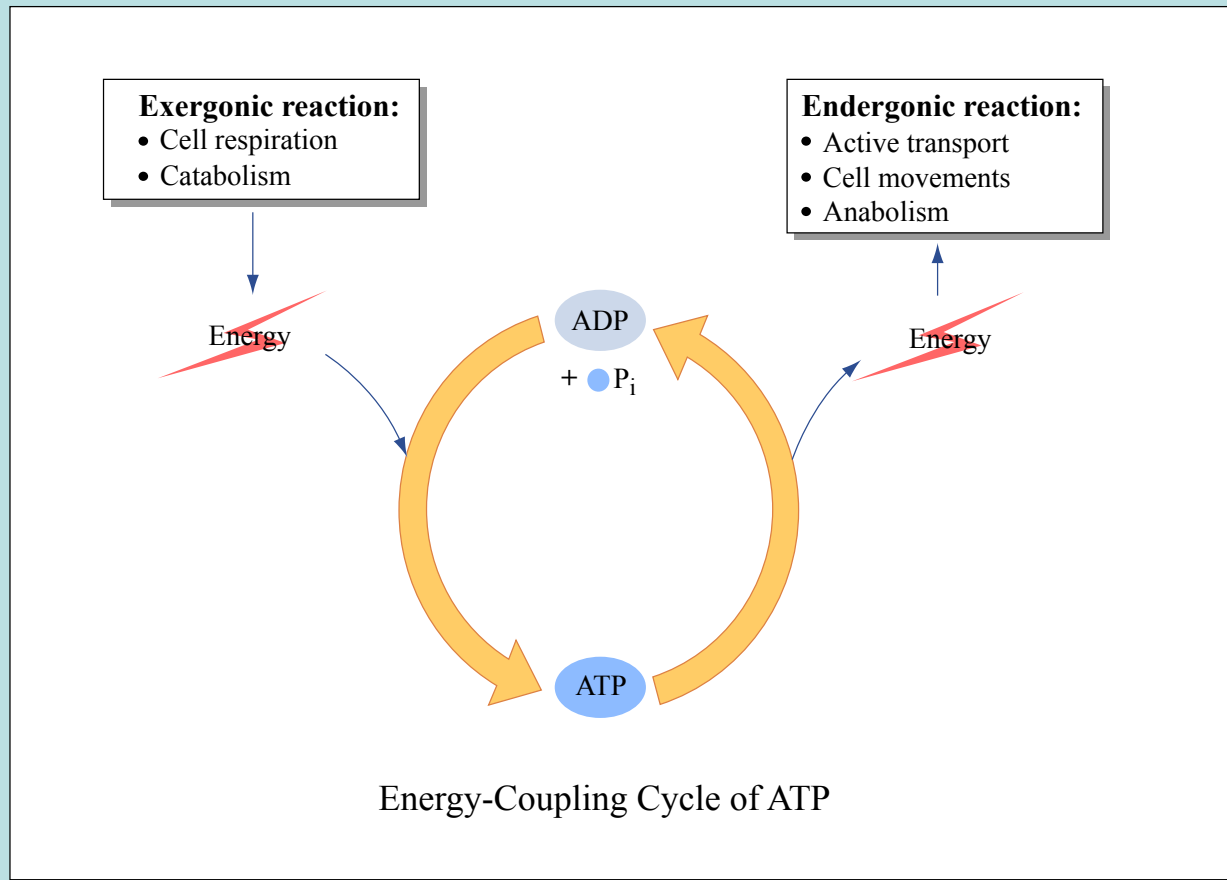 Exergonic reaction:
• Cell respiration
• Catabolism
Endergonic reaction:
• Active transport
• Cell movements
• Anabolism
Energy
Energy
ADP
+ Pi
ATP
Energy-Coupling Cycle of ATP